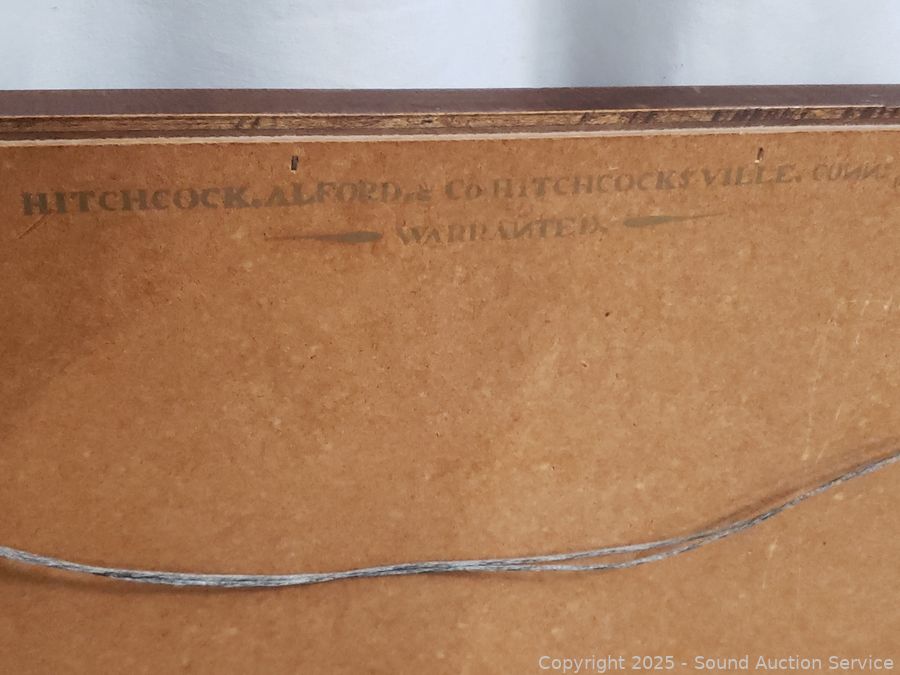 HITCHCOCK. ALFORD. & Co HITCHCOCKSVILLE. CONN:
WARRANTED.
Copyright © 2025 - Sound Auction Service